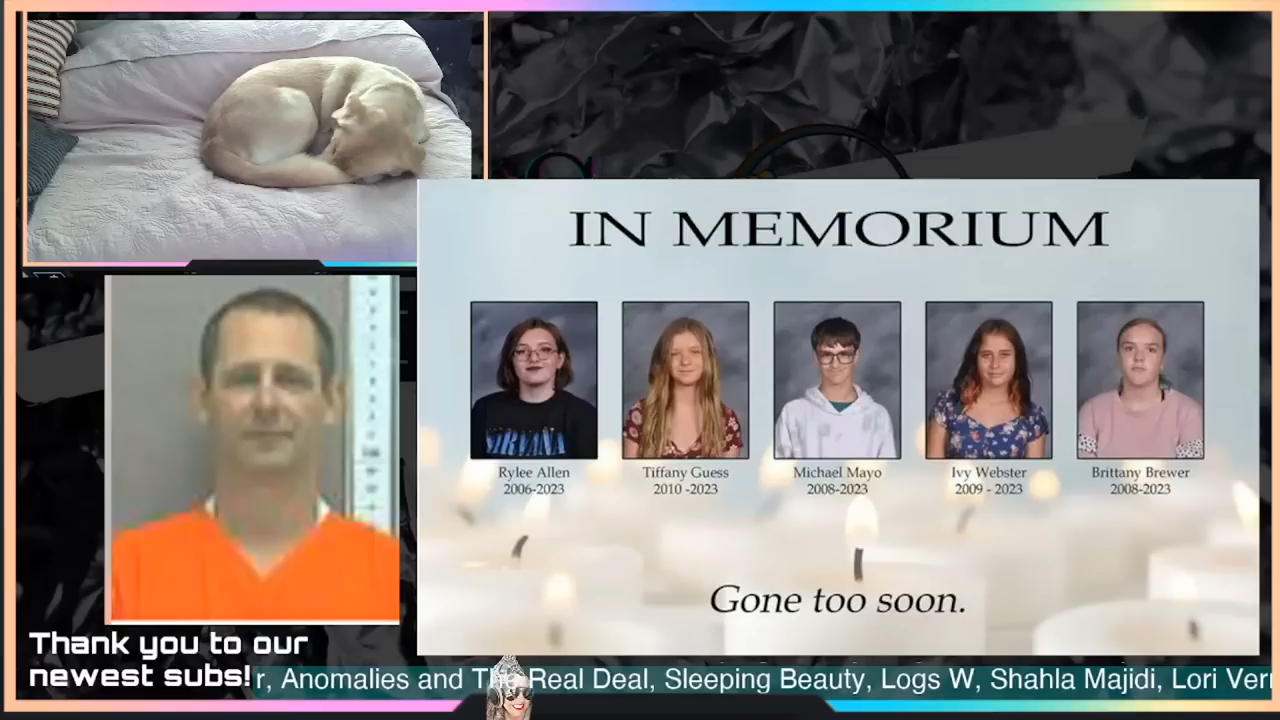 IN MEMORIUM
NIRVANA
Rylee Allen
2006-2023
Tiffany Guess
2010 -2023
Michael Mayo
2008-2023
Ivy Webster
2009 - 2023
Brittany Brewer
2008-2023
Gone too soon.
Thank you to our
newest subs!
r, Anomalies and The Real Deal, Sleeping Beauty, Logs W, Shahla Majidi, Lori